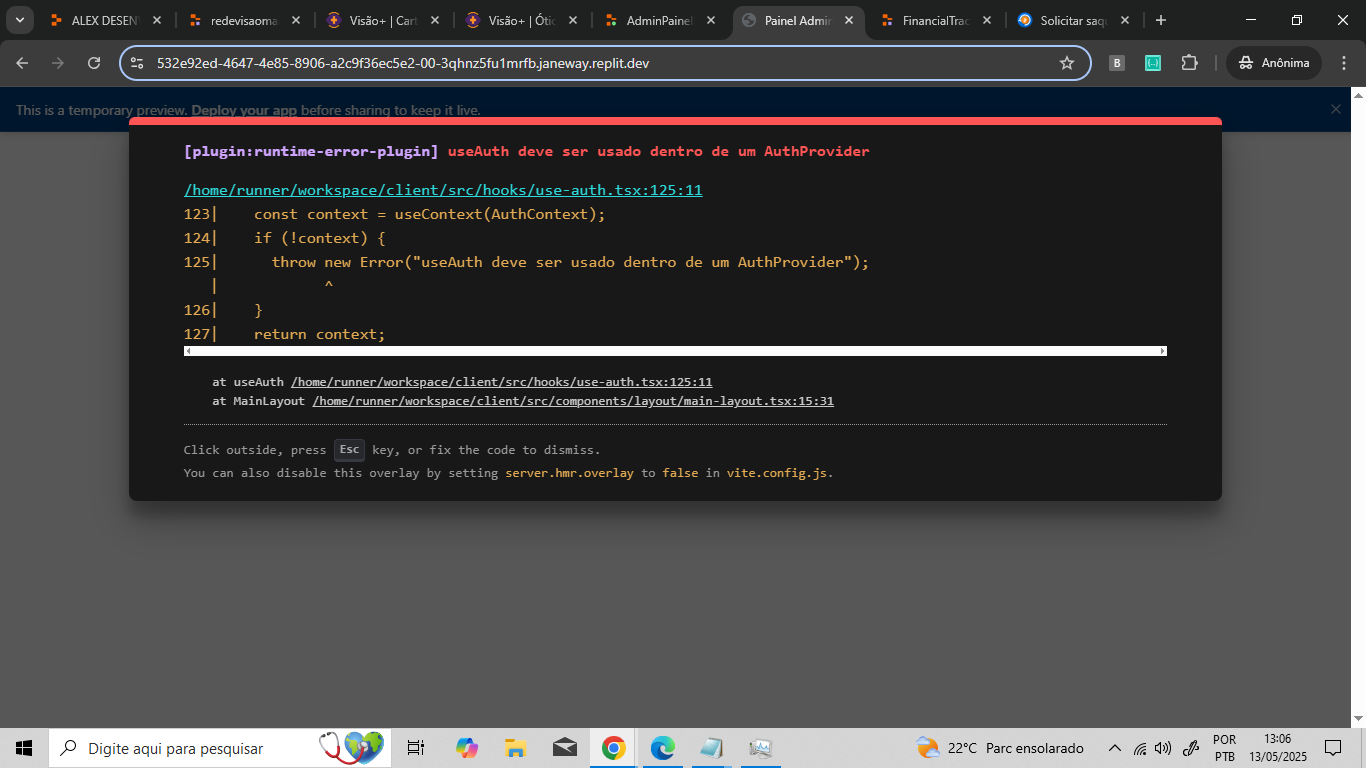 ALEX DESEN
redevisaoma
Visão+ | Cart
Visão+ | Ótic
AdminPainel
Painel Admir
FinancialTrac
Solicitar saqu
532e92ed-4647-4e85-8906-a2c9f36ec5e2-00-3qhnz5fu1mrfb.janeway.replit.dev
B
Anônima
This is a temporary preview. Deploy your app before sharing to keep it live.
[plugin:runtime-error-plugin] useAuth deve ser usado dentro de um AuthProvider
/home/runner/workspace/client/src/hooks/use-auth.tsx:125:11
123|    const context = useContext(AuthContext);
124|    if (!context) {
125|      throw new Error("useAuth deve ser usado dentro de um AuthProvider");
|            ^
126|    }
127|    return context;
at useAuth /home/runner/workspace/client/src/hooks/use-auth.tsx:125:11
at MainLayout /home/runner/workspace/client/src/components/layout/main-layout.tsx:15:31
Click outside, press Esc key, or fix the code to dismiss.
You can also disable this overlay by setting server.hmr.overlay to false in vite.config.js.
Digite aqui para pesquisar
22°C Parc ensolarado
POR
PTB
13:06
13/05/2025